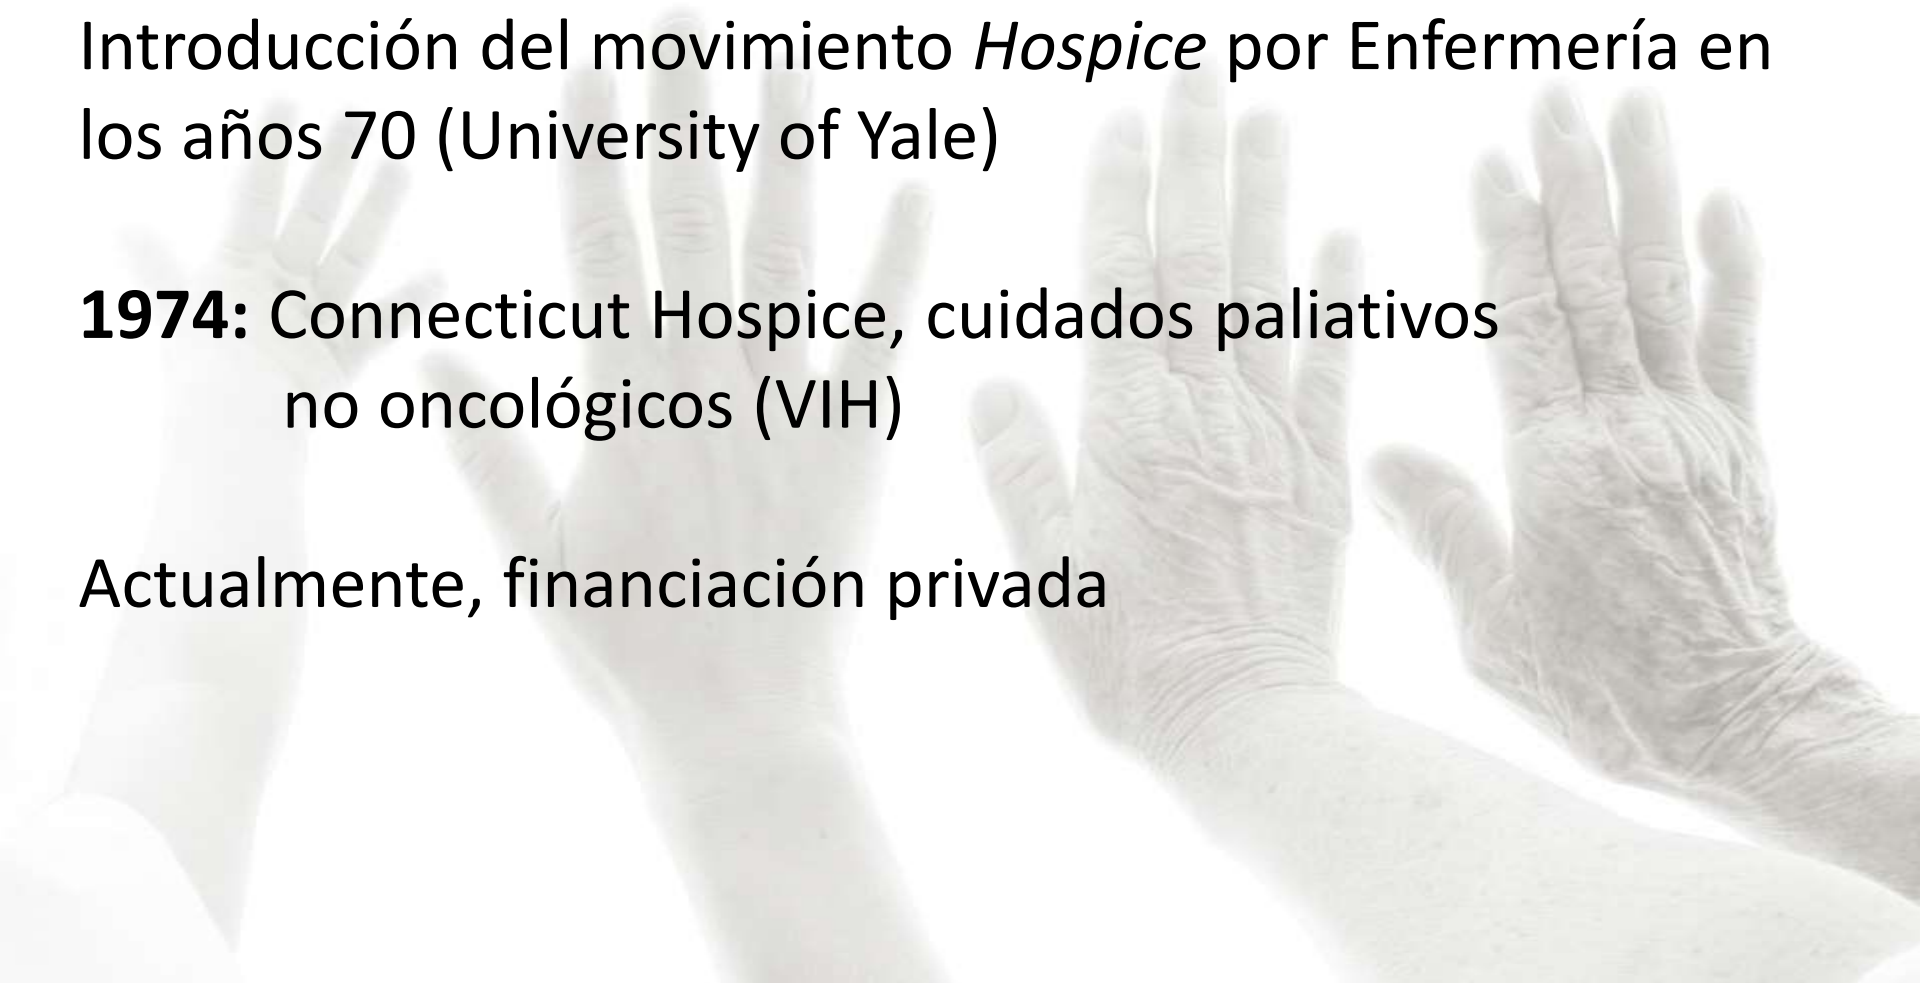 Introducción del movimiento Hospice por Enfermería en
los años 70 (University of Yale)
1974: Connecticut Hospice, cuidados paliativos
no oncológicos (VIH)
Actualmente, financiación privada